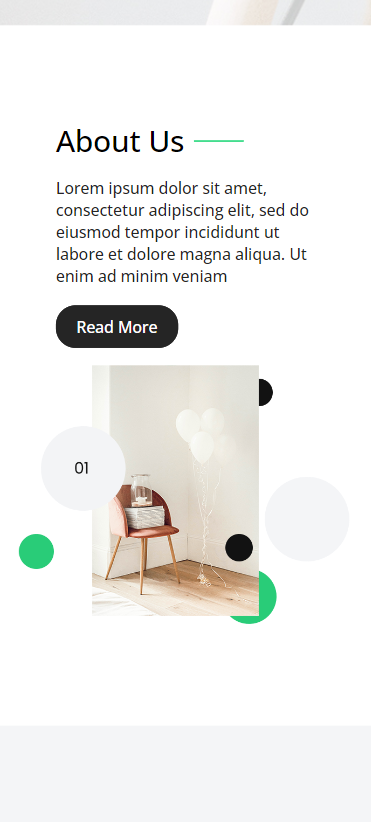 About Us
Lorem ipsum dolor sit amet,
consectetur adipiscing elit, sed do
eiusmod tempor incididunt ut
labore et dolore magna aliqua. Ut
enim ad minim veniam
Read More
01